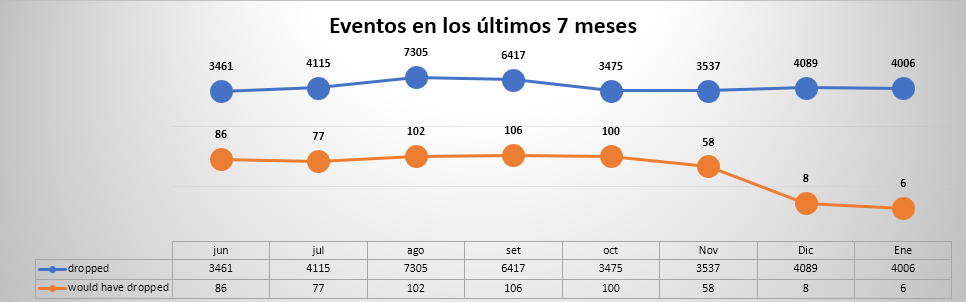 Eventos en los últimos 7 meses
3461 4115 7305 6417 3475 3537 4089 4006
86 77 102 106 100 58 8 6
jun jul ago set oct Nov Dic Ene
dropped 3461 4115 7305 6417 3475 3537 4089 4006
would have dropped 86 77 102 106 100 58 8 6